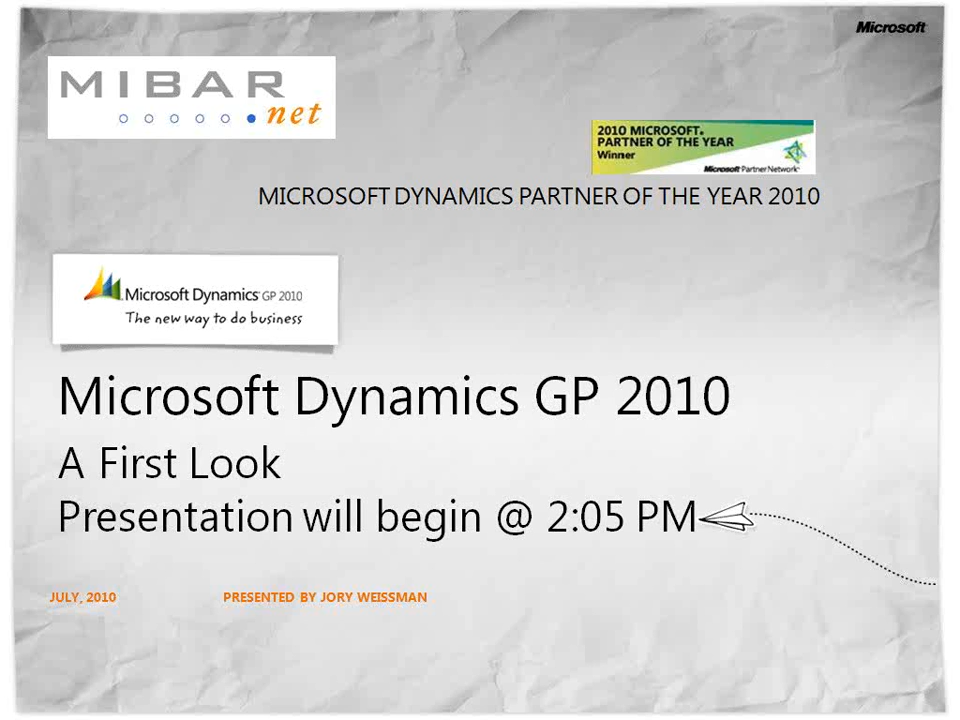 Microsoft
MIBAR
net
2010 MICROSOFT.
PARTNER OF THE YEAR
Winner
Microsoft Partner Network
MICROSOFT DYNAMICS PARTNER OF THE YEAR 2010
Microsoft Dynamics GP 2010
The new way to do business
Microsoft Dynamics GP 2010
A First Look
Presentation will begin @ 2:05 PM
JULY, 2010 PRESENTED BY JORY WEISSMAN